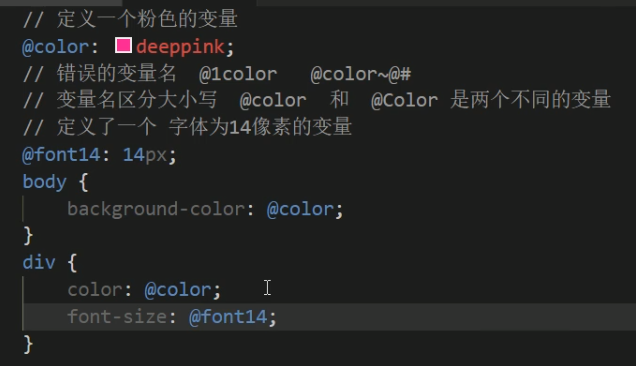 // 定义一个粉色的变量
@color: deeppink;
// 错误的变量名  @1color   @color~@#
// 变量名区分大小写  @color  和  @Color 是两个不同的变量
// 定义了一个 字体为14像素的变量
@font14: 14px;
body {
    background-color: @color;
}
div {
    color: @color;
    font-size: @font14;
}